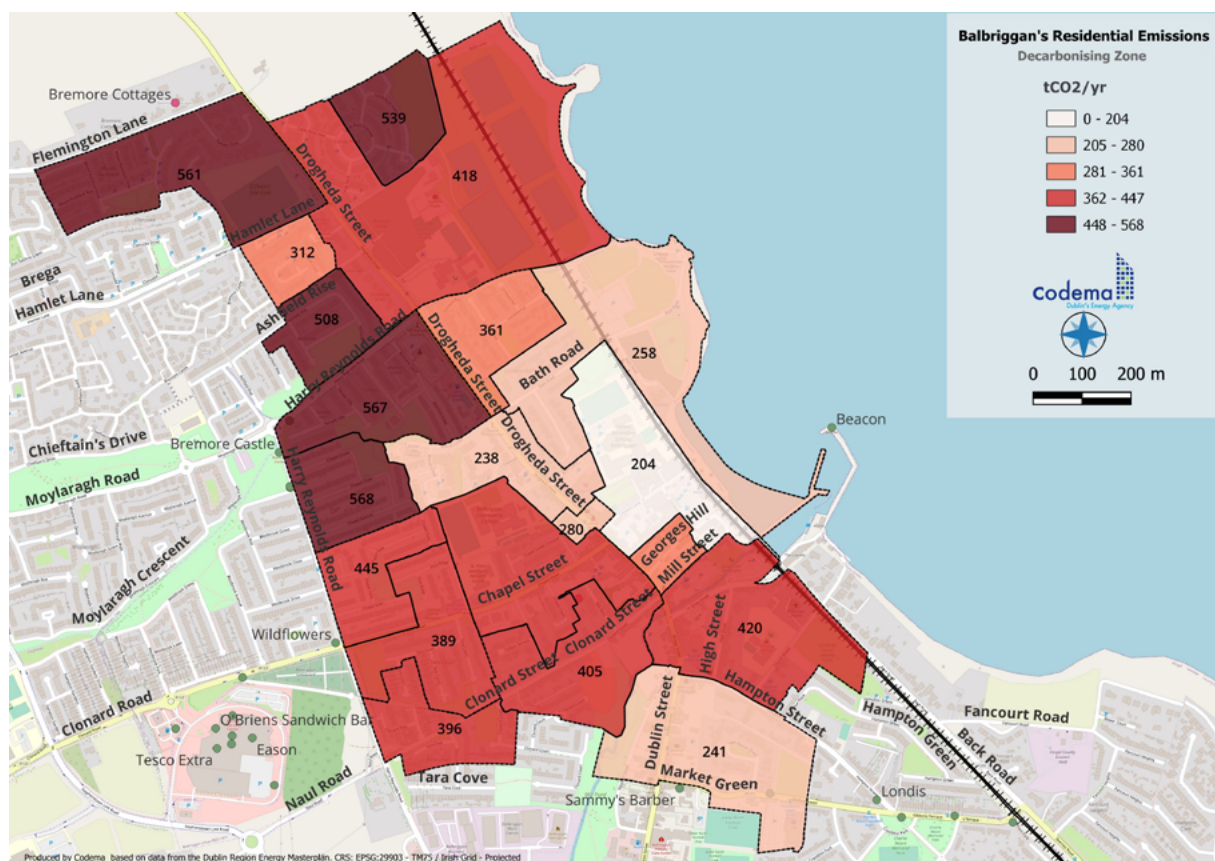 Balbriggan's Residential Emissions
Decarbonising Zone
tCO2/yr
0 - 204
205 - 280
281 - 361
362 - 447
448 - 568
codema
Dublin's Energy Agency
0 100 200 m
Bremore Cottages
Flemington Lane
539
561
Drogheda Street
418
Hamlet Lane
312
Brega
Hamlet Lane
Ashfield Rise
508
Harry Reynolds Road
361
Drogheda Street
258
Bath Road
567
Beacon
Chieftain's Drive
Bremore Castle
Drogheda Street
238
204
Moylaragh Road
Harry Reynolds Road
568
280
Georges Hill
Mill Street
Moylaragh Crescent
445
Chapel Street
Wildflowers
389
Clonard Street
Clonard Street
High Street
420
405
Hampton Street
Clonard Road
O'Briens Sandwich Bar
Eason
Tesco Extra
396
Dublin Street
Hampton Green
Fancourt Road
Back Road
241
Naul Road
Tara Cove
Market Green
Sammy's Barber
Londis
Produced by Codema based on data from the Dublin Region Energy Masterplan. CRS: EPSG:29903 - TM75 / Irish Grid - Projected